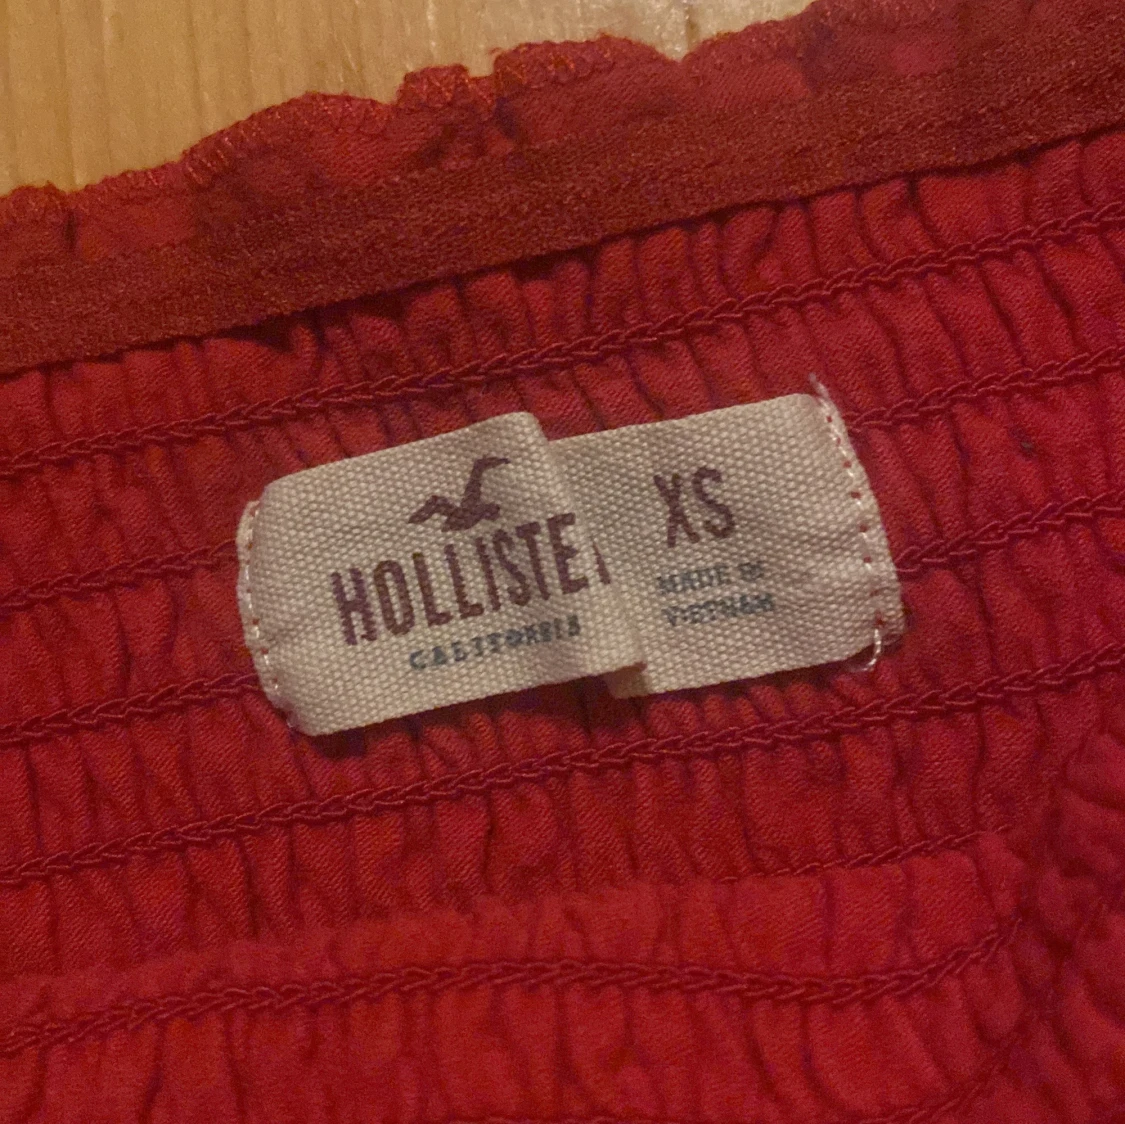 HOLLISTER
CALIFORNIA
XS
MADE IN
VIETNAM